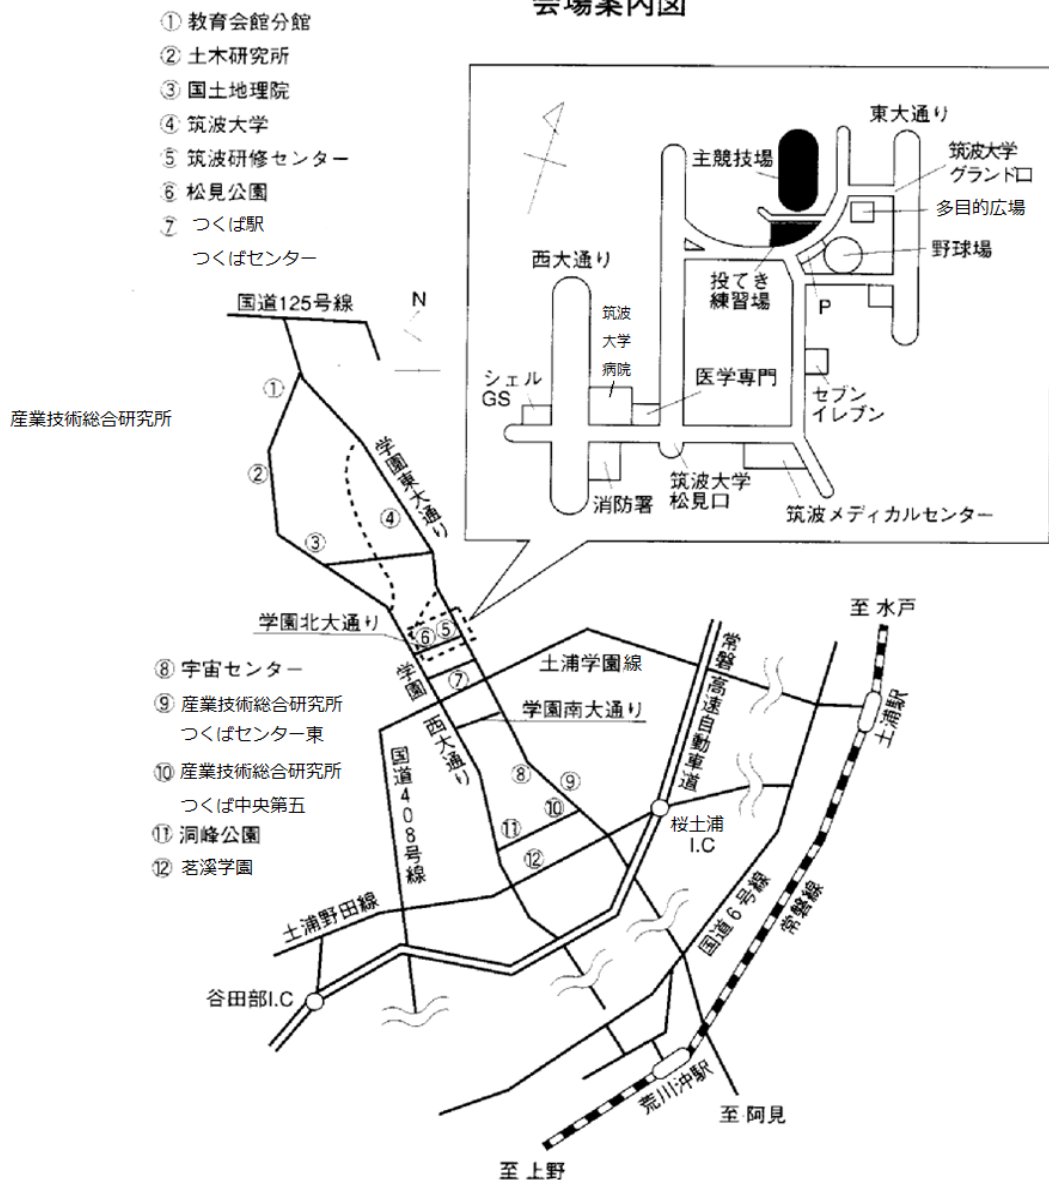 会場案内図
① 教育会館分館
② 土木研究所
③ 国土地理院
④ 筑波大学
⑤ 筑波研修センター
⑥ 松見公園
⑦ つくば駅
つくばセンター
東大通り
主競技場
筑波大学
グランド口
多目的広場
野球場
西大通り
投てき
練習場
P
筑波
大学
病院
医学専門
シェル
GS
セブン
イレブン
消防署
筑波大学
松見口
筑波メディカルセンター
国道125号線
N
①
産業技術総合研究所
②
学園東大通り
④
③
学園北大通り
⑥ ⑤
至 水戸
⑧ 宇宙センター
⑨ 産業技術総合研究所
つくばセンター東
⑩ 産業技術総合研究所
つくば中央第五
⑪ 洞峰公園
⑫ 茗溪学園
学園
西大通り
⑦
土浦学園線
学園南大通り
常磐高速自動車道
土浦駅
国道408号線
⑧
⑨
⑩
⑪
⑫
桜土浦
I.C
土浦野田線
国道6号線
常磐線
谷田部I.C
荒川沖駅
至 阿見
至 上野